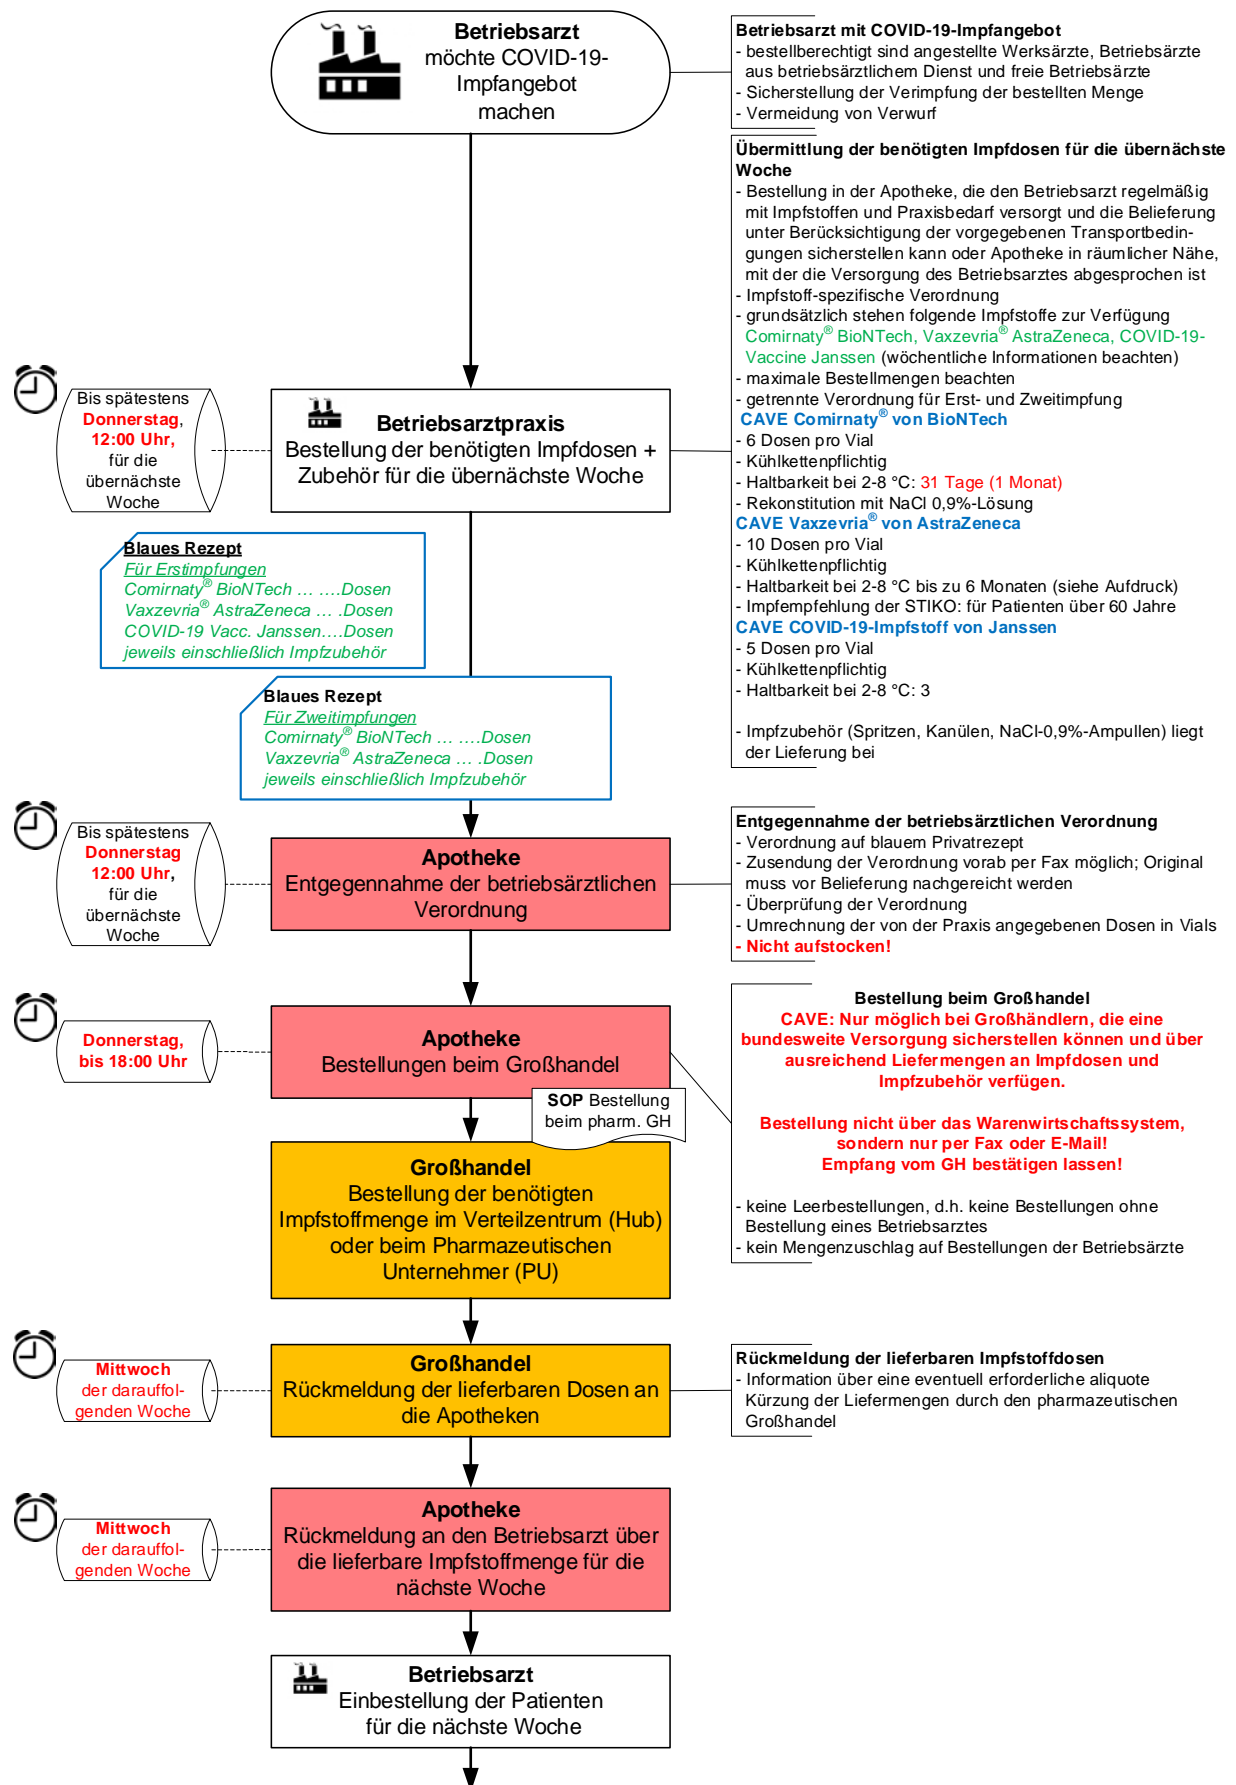 Betriebsarzt
möchte COVID-19-
Impfangebot
machen
Betriebsarzt mit COVID-19-Impfangebot
- bestellberechtigt sind angestellte Werksärzte, Betriebsärzte
aus betriebsärztlichem Dienst und freie Betriebsärzte
- Sicherstellung der Verimpfung der bestellten Menge
- Vermeidung von Verwurf
Übermittlung der benötigten Impfdosen für die übernächste
Woche
- Bestellung in der Apotheke, die den Betriebsarzt regelmäßig
mit Impfstoffen und Praxisbedarf versorgt und die Belieferung
unter Berücksichtigung der vorgegebenen Transportbedin-
gungen sicherstellen kann oder Apotheke in räumlicher Nähe,
mit der die Versorgung des Betriebsarztes abgesprochen ist
- Impfstoff-spezifische Verordnung
- grundsätzlich stehen folgende Impfstoffe zur Verfügung
Comirnaty® BioNTech, Vaxzevria® AstraZeneca, COVID-19-
Vaccine Janssen (wöchentliche Informationen beachten)
- maximale Bestellmengen beachten
- getrennte Verordnung für Erst- und Zweitimpfung
CAVE Comirnaty® von BioNTech
- 6 Dosen pro Vial
- Kühlkettenpflichtig
- Haltbarkeit bei 2-8 °C: 31 Tage (1 Monat)
- Rekonstitution mit NaCl 0,9%-Lösung
CAVE Vaxzevria® von AstraZeneca
- 10 Dosen pro Vial
- Kühlkettenpflichtig
- Haltbarkeit bei 2-8 °C bis zu 6 Monaten (siehe Aufdruck)
- Impfempfehlung der STIKO: für Patienten über 60 Jahre
CAVE COVID-19-Impfstoff von Janssen
- 5 Dosen pro Vial
- Kühlkettenpflichtig
- Haltbarkeit bei 2-8 °C: 3
- Impfzubehör (Spritzen, Kanülen, NaCl-0,9%-Ampullen) liegt
der Lieferung bei
Bis spätestens
Donnerstag,
12:00 Uhr,
für die
übernächste
Woche
Betriebsarztpraxis
Bestellung der benötigten Impfdosen +
Zubehör für die übernächste Woche
Blaues Rezept
Für Erstimpfungen
Comirnaty® BioNTech … ….Dosen
Vaxzevria® AstraZeneca … .Dosen
COVID-19 Vacc. Janssen….Dosen
jeweils einschließlich Impfzubehör
Blaues Rezept
Für Zweitimpfungen
Comirnaty® BioNTech … ….Dosen
Vaxzevria® AstraZeneca … .Dosen
jeweils einschließlich Impfzubehör
Bis spätestens
Donnerstag
12:00 Uhr,
für die
übernächste
Woche
Apotheke
Entgegennahme der betriebsärztlichen
Verordnung
Entgegennahme der betriebsärztlichen Verordnung
- Verordnung auf blauem Privatrezept
- Zusendung der Verordnung vorab per Fax möglich; Original
muss vor Belieferung nachgereicht werden
- Überprüfung der Verordnung
- Umrechnung der von der Praxis angegebenen Dosen in Vials
- Nicht aufstocken!
Donnerstag,
bis 18:00 Uhr
Apotheke
Bestellungen beim Großhandel
SOP Bestellung
beim pharm. GH
Bestellung beim Großhandel
CAVE: Nur möglich bei Großhändlern, die eine
bundesweite Versorgung sicherstellen können und über
ausreichend Liefermengen an Impfdosen und
Impfzubehör verfügen.
Bestellung nicht über das Warenwirtschaftssystem,
sondern nur per Fax oder E-Mail!
Empfang vom GH bestätigen lassen!
- keine Leerbestellungen, d.h. keine Bestellungen ohne
Bestellung eines Betriebsarztes
- kein Mengenzuschlag auf Bestellungen der Betriebsärzte
Großhandel
Bestellung der benötigten
Impfstoffmenge im Verteilzentrum (Hub)
oder beim Pharmazeutischen
Unternehmer (PU)
Mittwoch
der darauffol-
genden Woche
Großhandel
Rückmeldung der lieferbaren Dosen an
die Apotheken
Rückmeldung der lieferbaren Impfstoffdosen
- Information über eine eventuell erforderliche aliquote
Kürzung der Liefermengen durch den pharmazeutischen
Großhandel
Mittwoch
der darauffol-
genden Woche
Apotheke
Rückmeldung an den Betriebsarzt über
die lieferbare Impfstoffmenge für die
nächste Woche
Betriebsarzt
Einbestellung der Patienten
für die nächste Woche